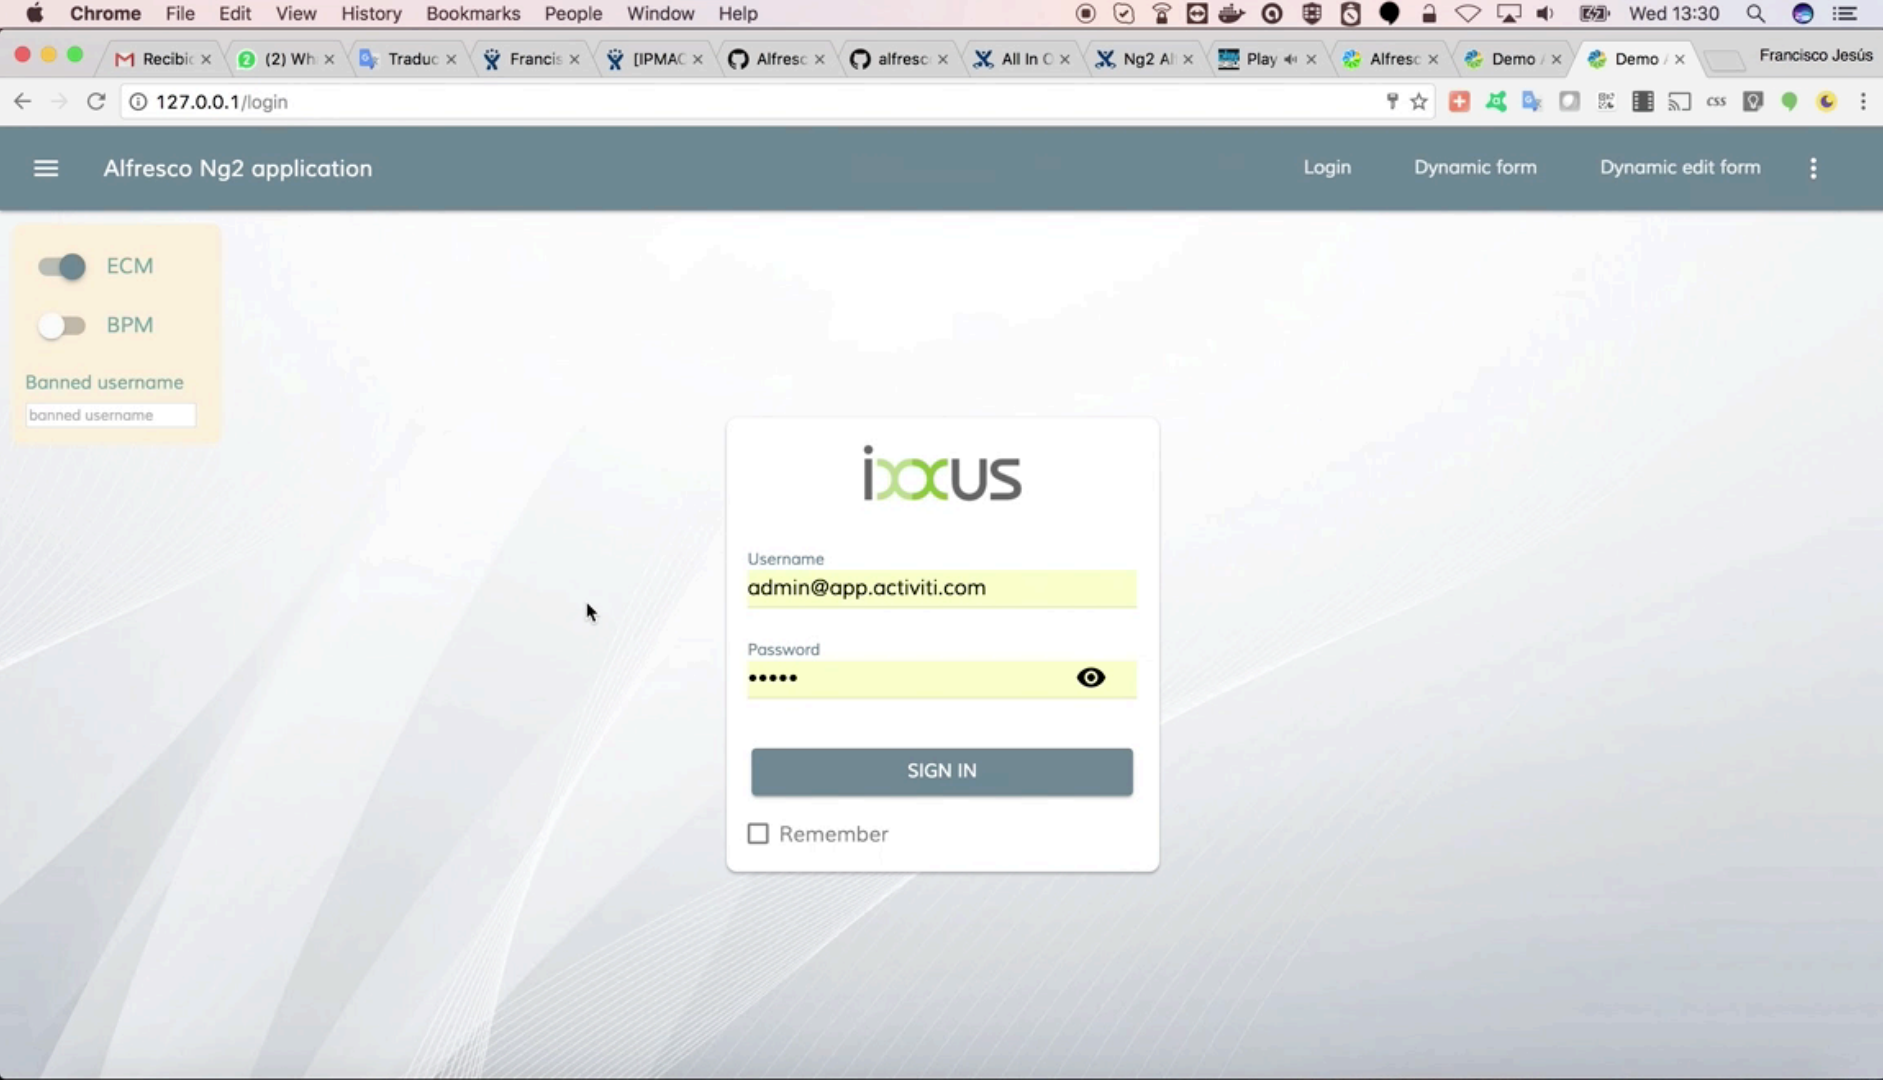 Chrome File Edit View History Bookmarks People Window Help Wed 13:30
Recibi (2) Wh Traduc Francis [IPMAC Alfresc alfresc All In O Ng2 Al Play Alfresc Demo / Demo / Francisco Jesús
127.0.0.1/login CSS
Alfresco Ng2 application Login Dynamic form Dynamic edit form
ECM
BPM
Banned username
banned username
ixxus
Username
admin@app.activiti.com
Password
•••••
SIGN IN
Remember